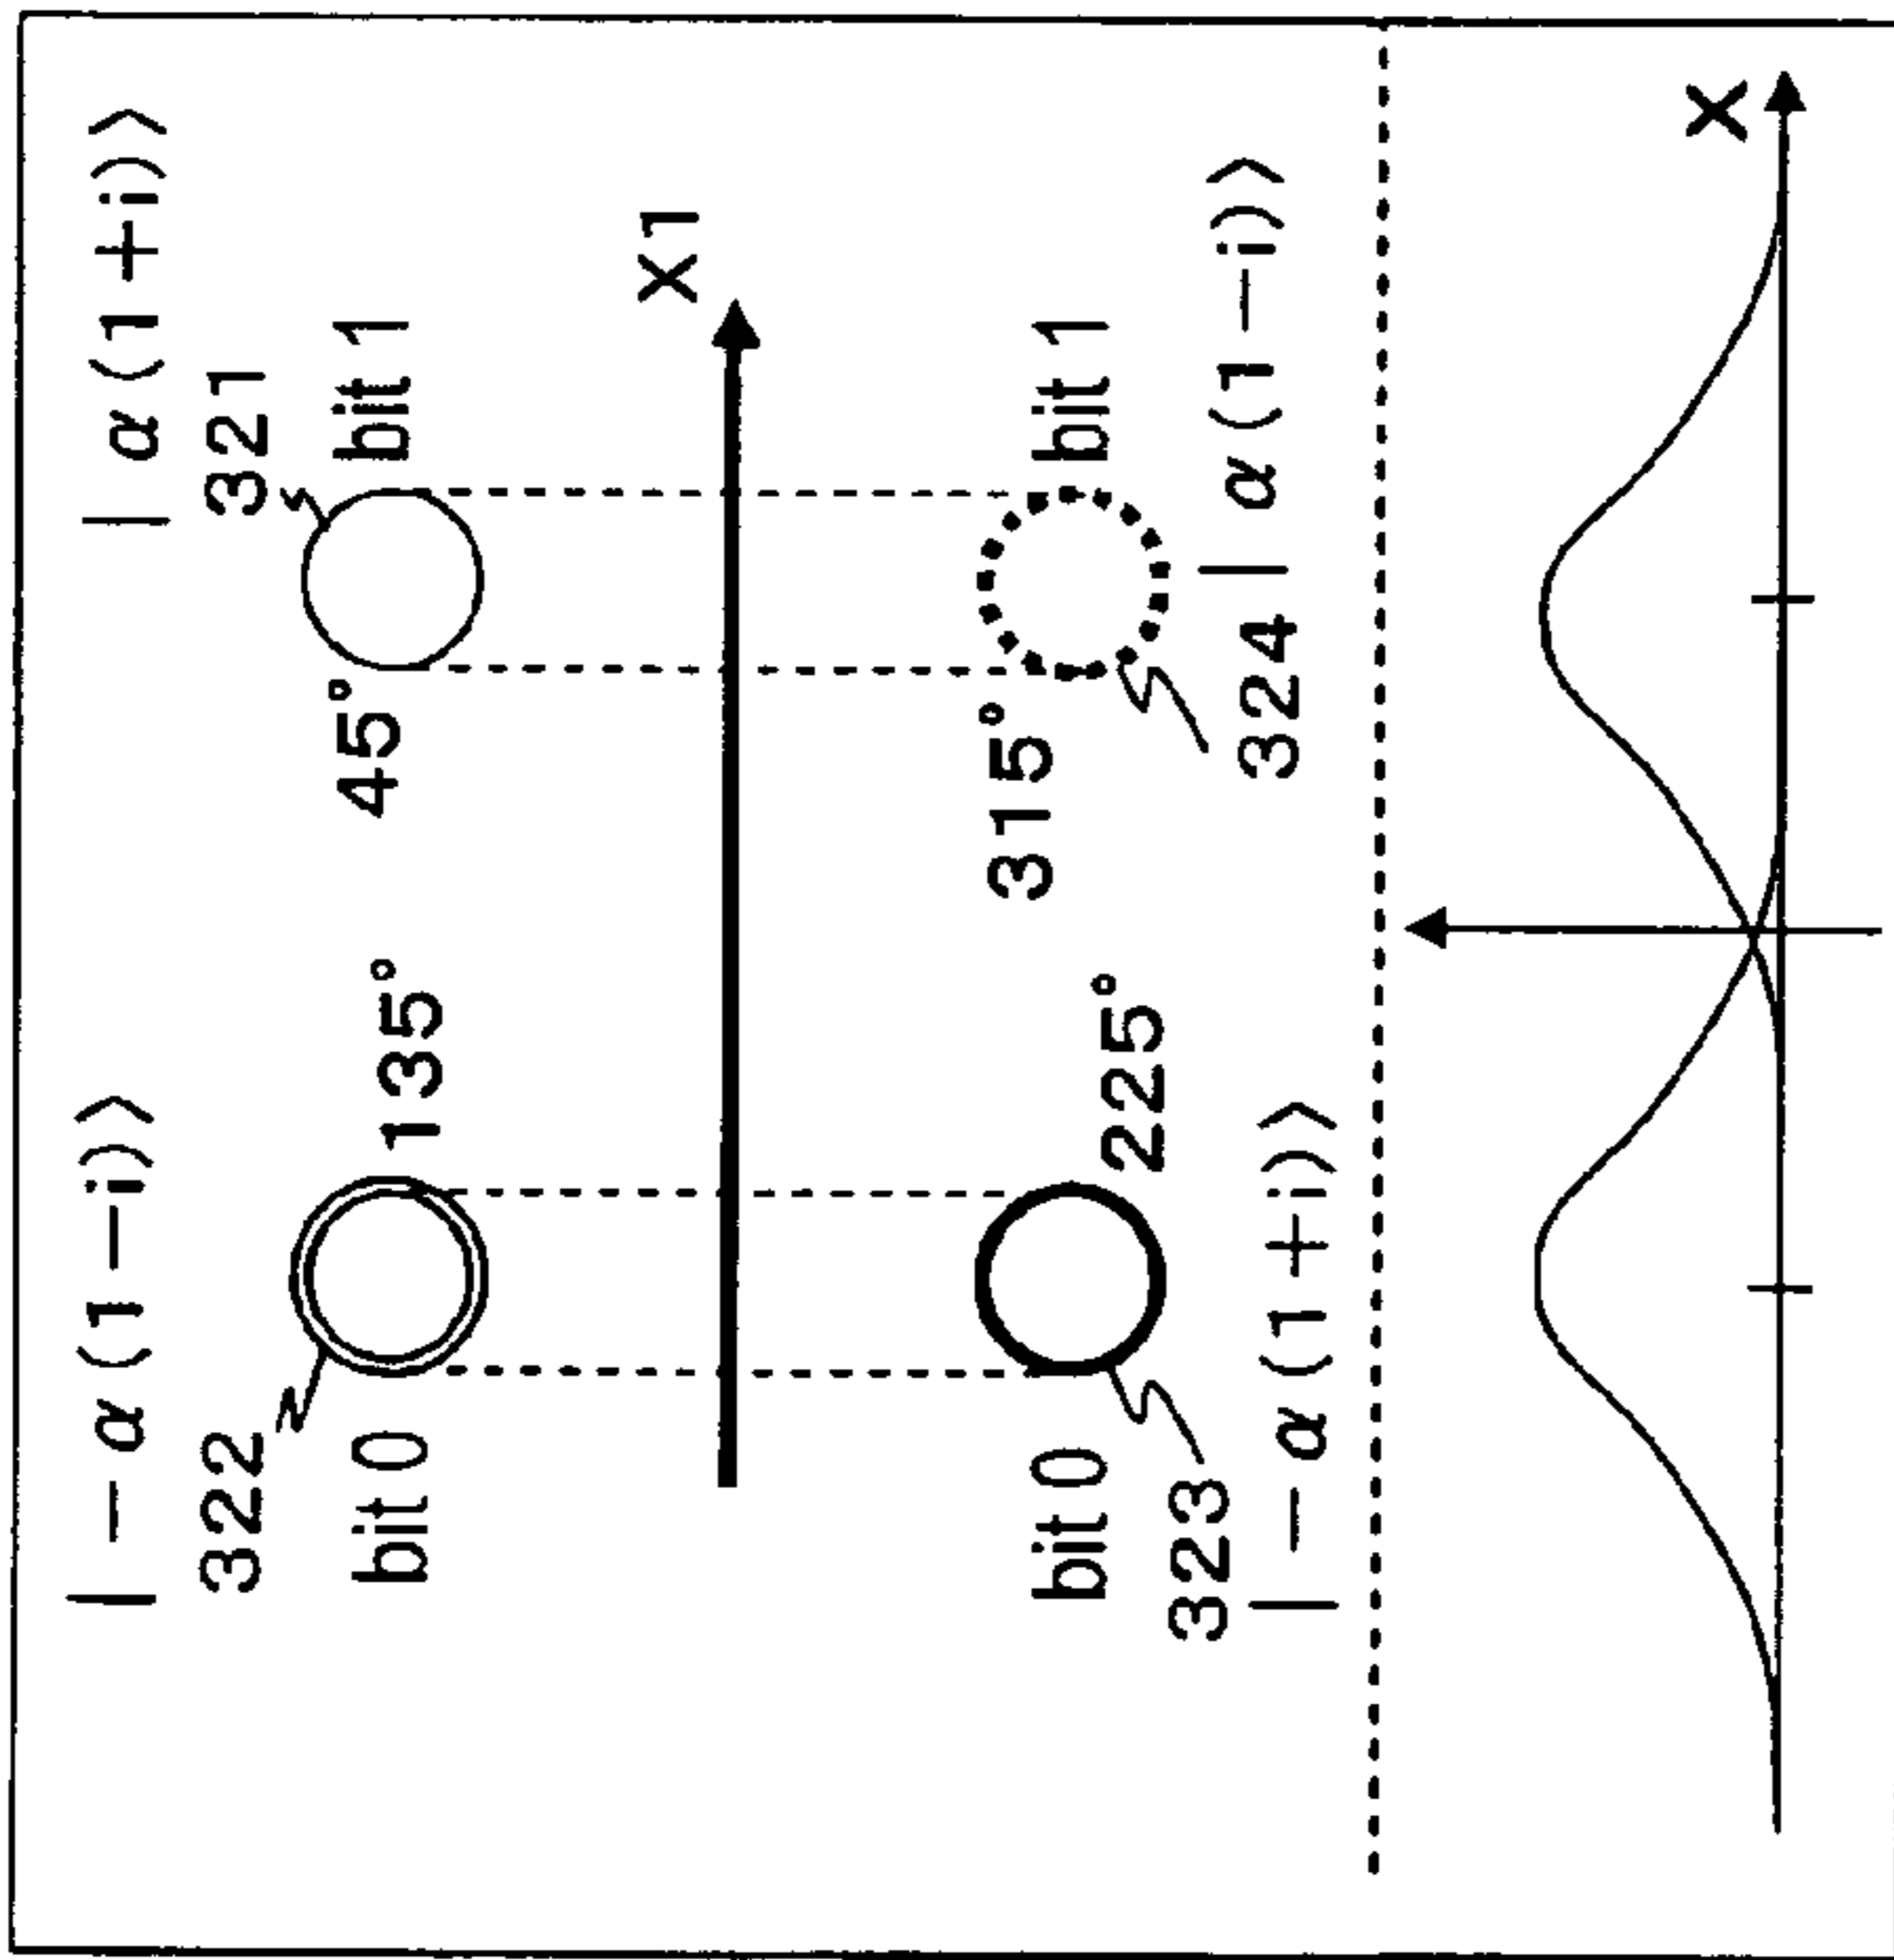 |−α(1−i)⟩
|α(1+i)⟩
322
321
bit 0
135°
45°
bit 1
X1
bit 0
225°
315°
bit 1
323
324
|−α(1+i)⟩
|α(1−i)⟩
X